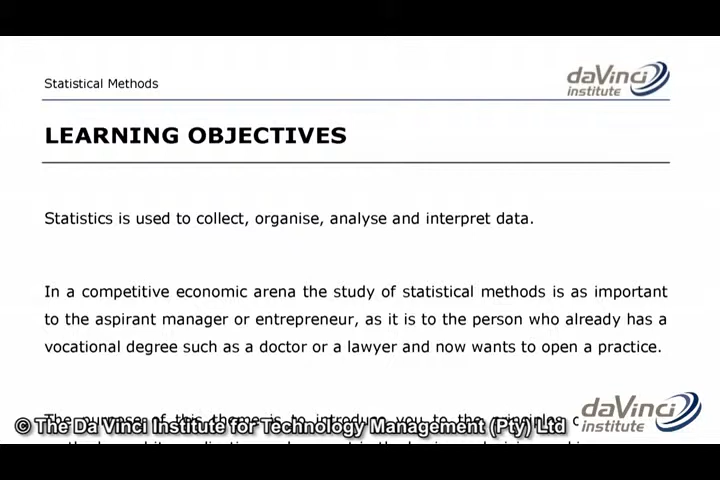 Statistical Methods
daVinci
institute
LEARNING OBJECTIVES
Statistics is used to collect, organise, analyse and interpret data.
In a competitive economic arena the study of statistical methods is as important
to the aspirant manager or entrepreneur, as it is to the person who already has a
vocational degree such as a doctor or a lawyer and now wants to open a practice.
The purpose of this theme is to introduce you to the principles
© The Da Vinci Institute for Technology Management (Pty) Ltd
daVinci
institute